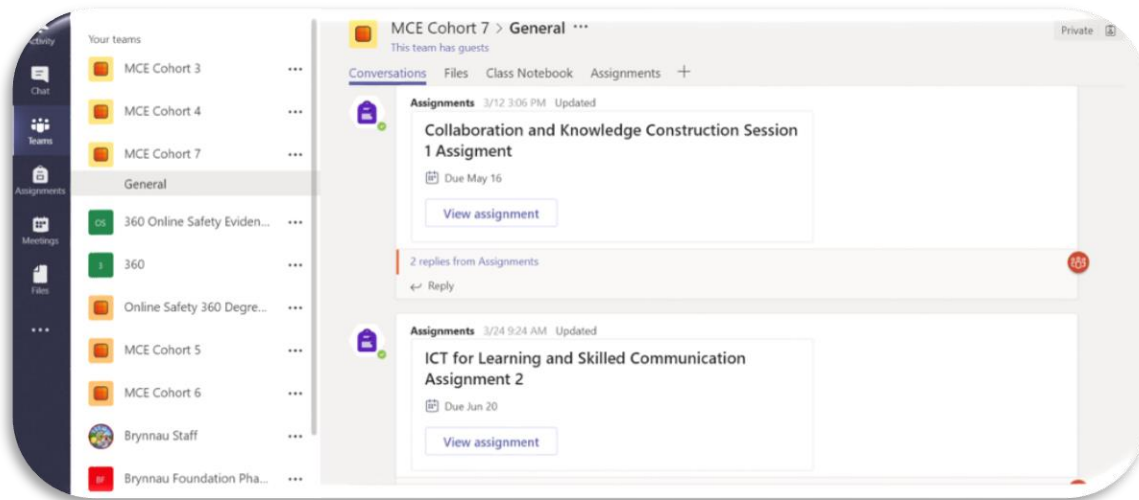 Activity
Chat
Teams
Assignments
Meetings
Files
Your teams
MCE Cohort 3
MCE Cohort 4
MCE Cohort 7
General
OS 360 Online Safety Eviden...
3 360
Online Safety 360 Degre...
MCE Cohort 5
MCE Cohort 6
Brynnau Staff
BF Brynnau Foundation Pha...
MCE Cohort 7 > General ...
This team has guests
Private
Conversations Files Class Notebook Assignments +
Assignments 3/12 3:06 PM Updated
Collaboration and Knowledge Construction Session
1 Assigment
Due May 16
View assignment
2 replies from Assignments
Reply
Assignments 3/24 9:24 AM Updated
ICT for Learning and Skilled Communication
Assignment 2
Due Jun 20
View assignment